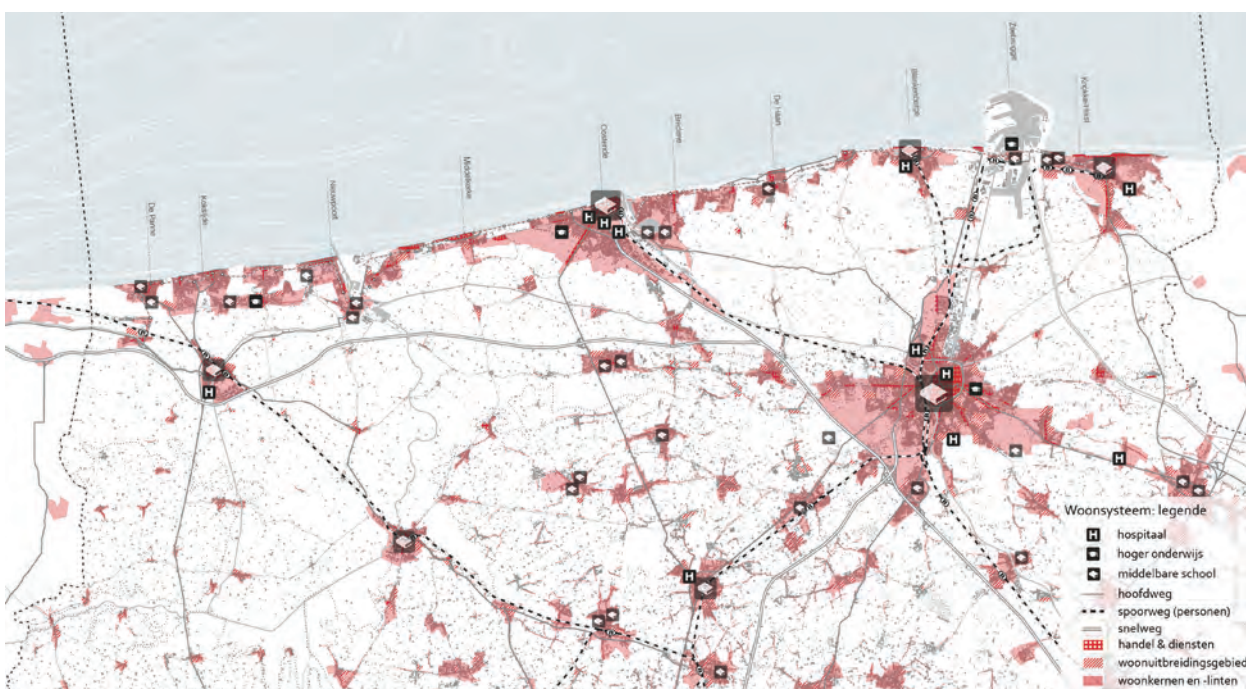 De Panne
Koksijde
Nieuwpoort
Middelkerke
Oostende
Bredene
De Haan
Blankenberge
Zeebrugge
Knokke-Heist
H
H
H
H
H
H
H
H
H
H
H
Woonsysteem: legende
H hospitaal
hoger onderwijs
middelbare school
hoofdweg
spoorweg (personen)
snelweg
handel & diensten
woonuitbreidingsgebied
woonkernen en -linten